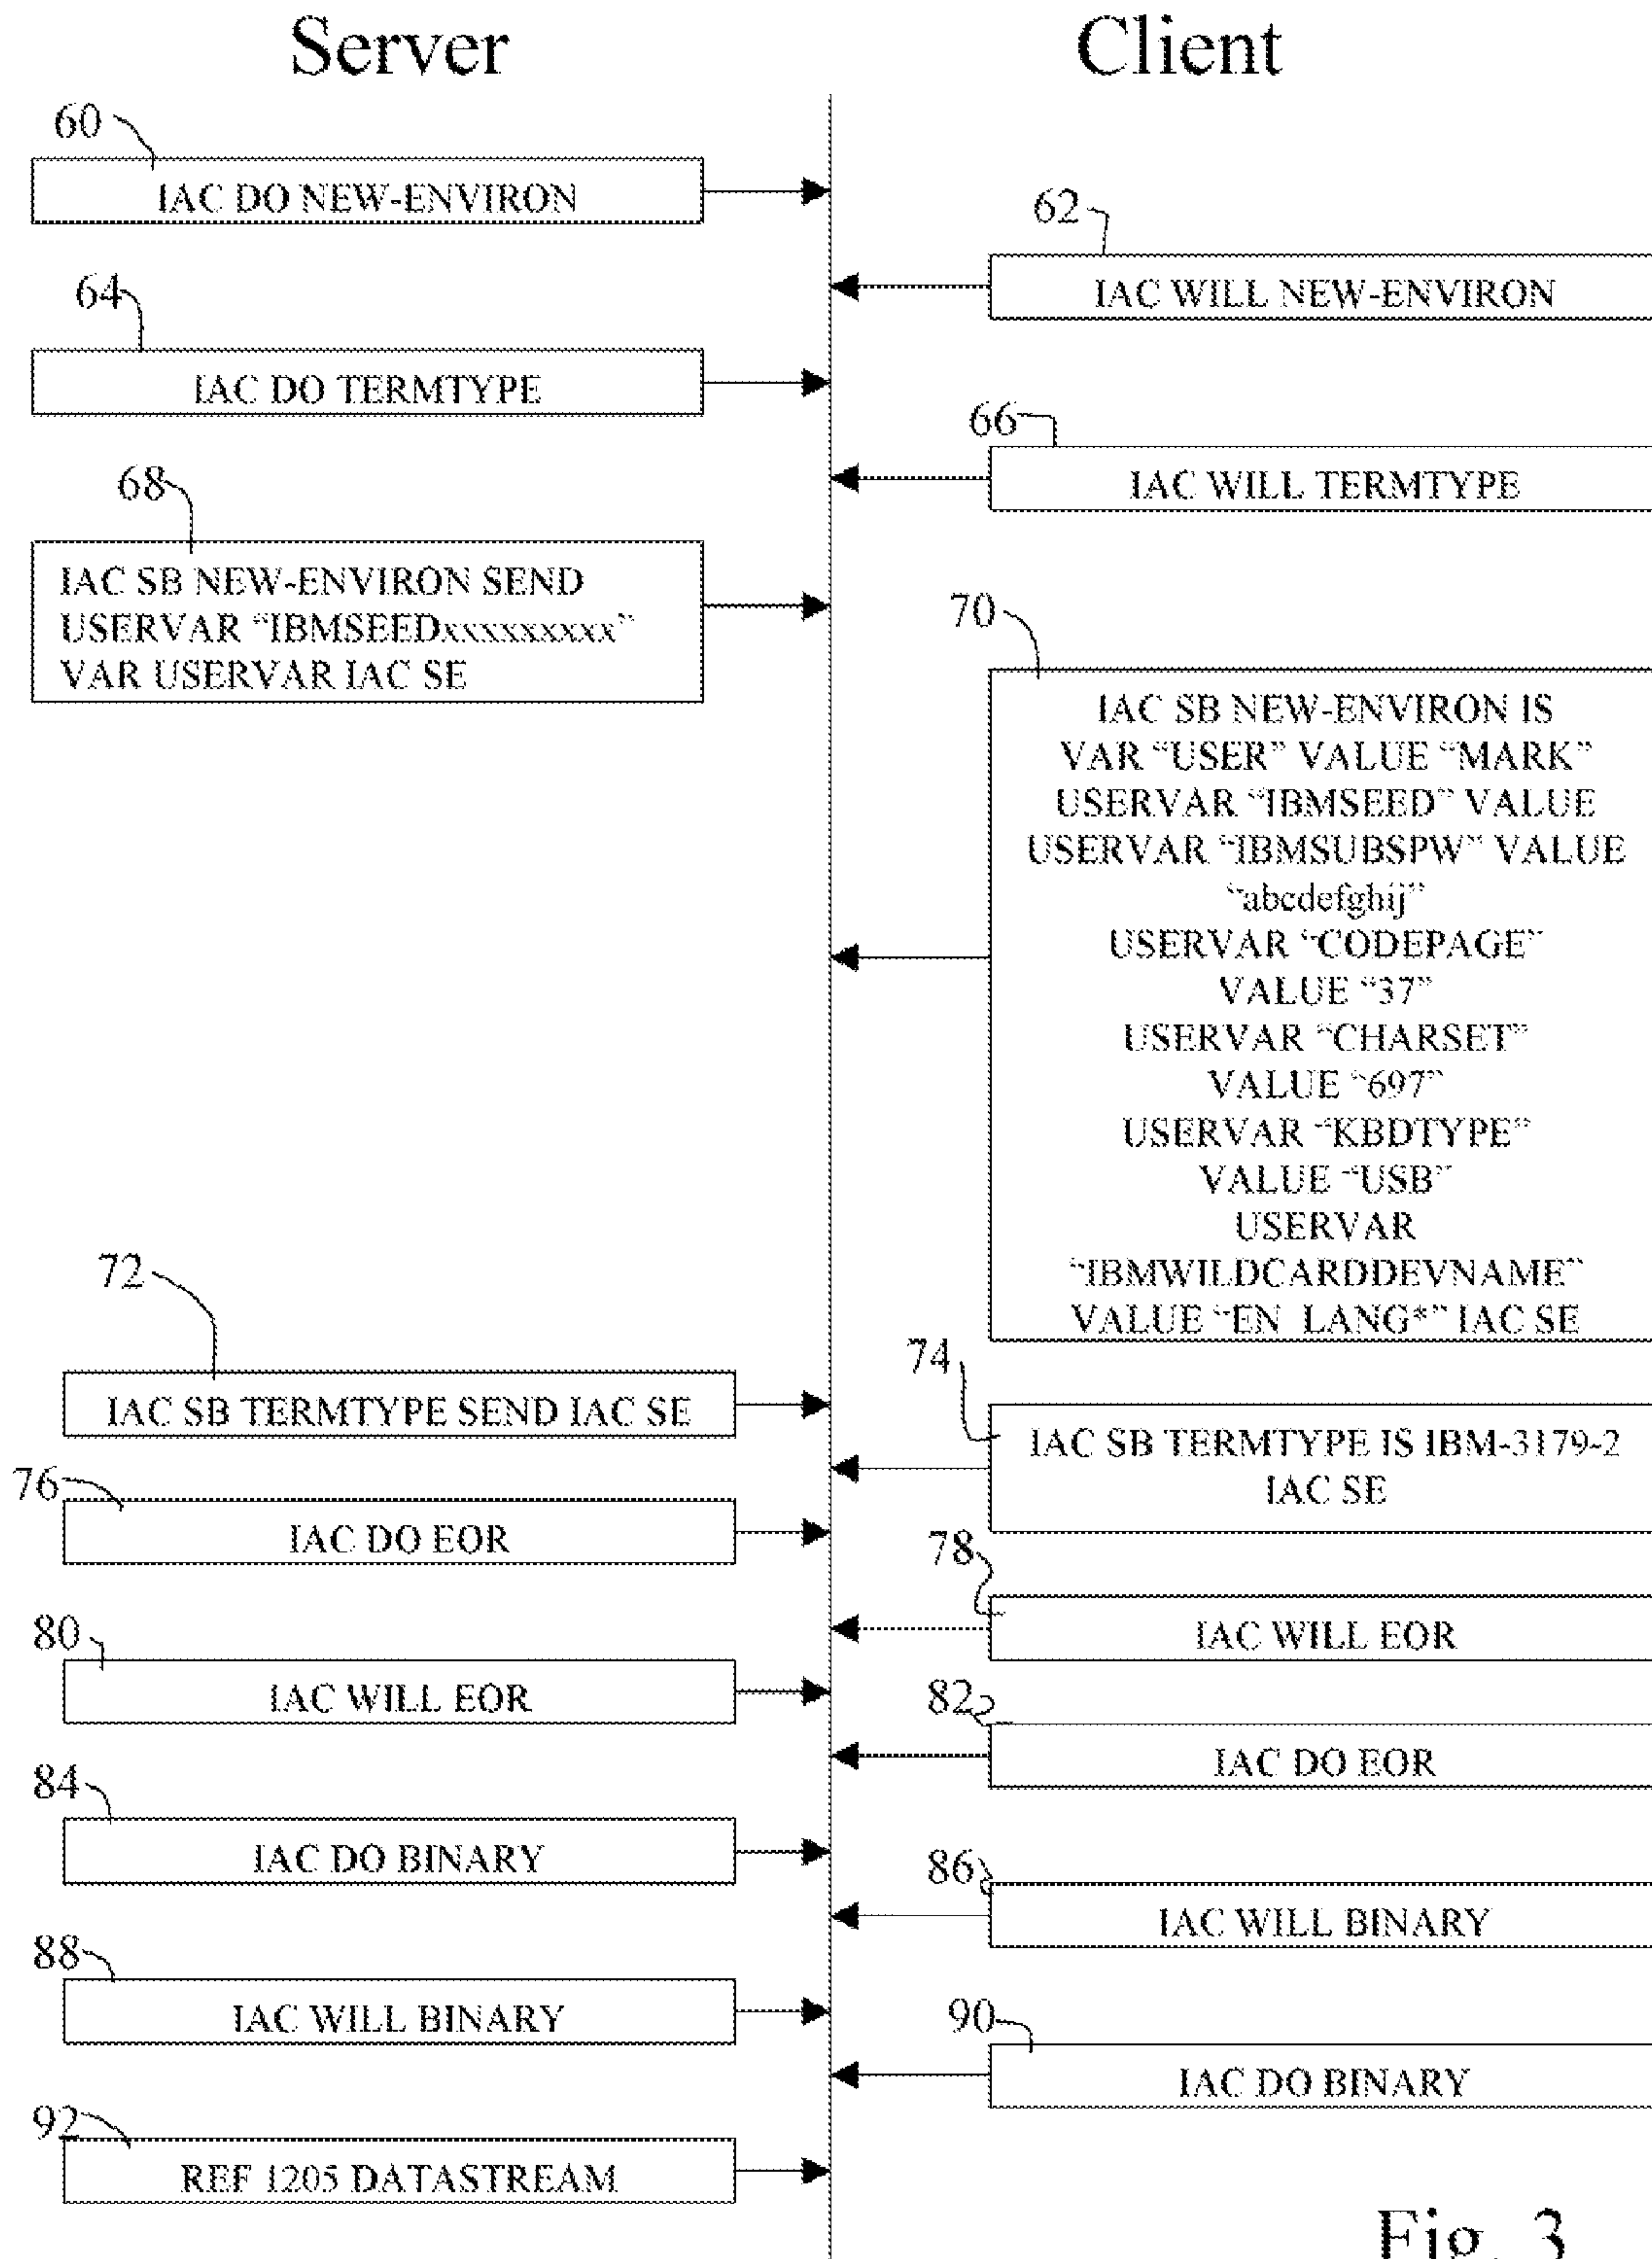 Server
Client
60
IAC DO NEW-ENVIRON
62
IAC WILL NEW-ENVIRON
64
IAC DO TERMTYPE
66
IAC WILL TERMTYPE
68
IAC SB NEW-ENVIRON SEND
USERVAR “IBMSEEDxxxxxxxxx”
VAR USERVAR IAC SE
70
IAC SB NEW-ENVIRON IS
VAR “USER” VALUE “MARK”
USERVAR “IBMSEED” VALUE
USERVAR “IBMSUBSPW” VALUE
“abcdefghij”
USERVAR “CODEPAGE”
VALUE “37”
USERVAR “CHARSET”
VALUE “697”
USERVAR “KBDTYPE”
VALUE “USB”
USERVAR
“IBMWILDCARDDEVNAME”
VALUE “EN_LANG*” IAC SE
72
IAC SB TERMTYPE SEND IAC SE
74
IAC SB TERMTYPE IS IBM-3179-2
IAC SE
76
IAC DO EOR
78
IAC WILL EOR
80
IAC WILL EOR
82
IAC DO EOR
84
IAC DO BINARY
86
IAC WILL BINARY
88
IAC WILL BINARY
90
IAC DO BINARY
92
REF 1205 DATASTREAM
Fig. 3